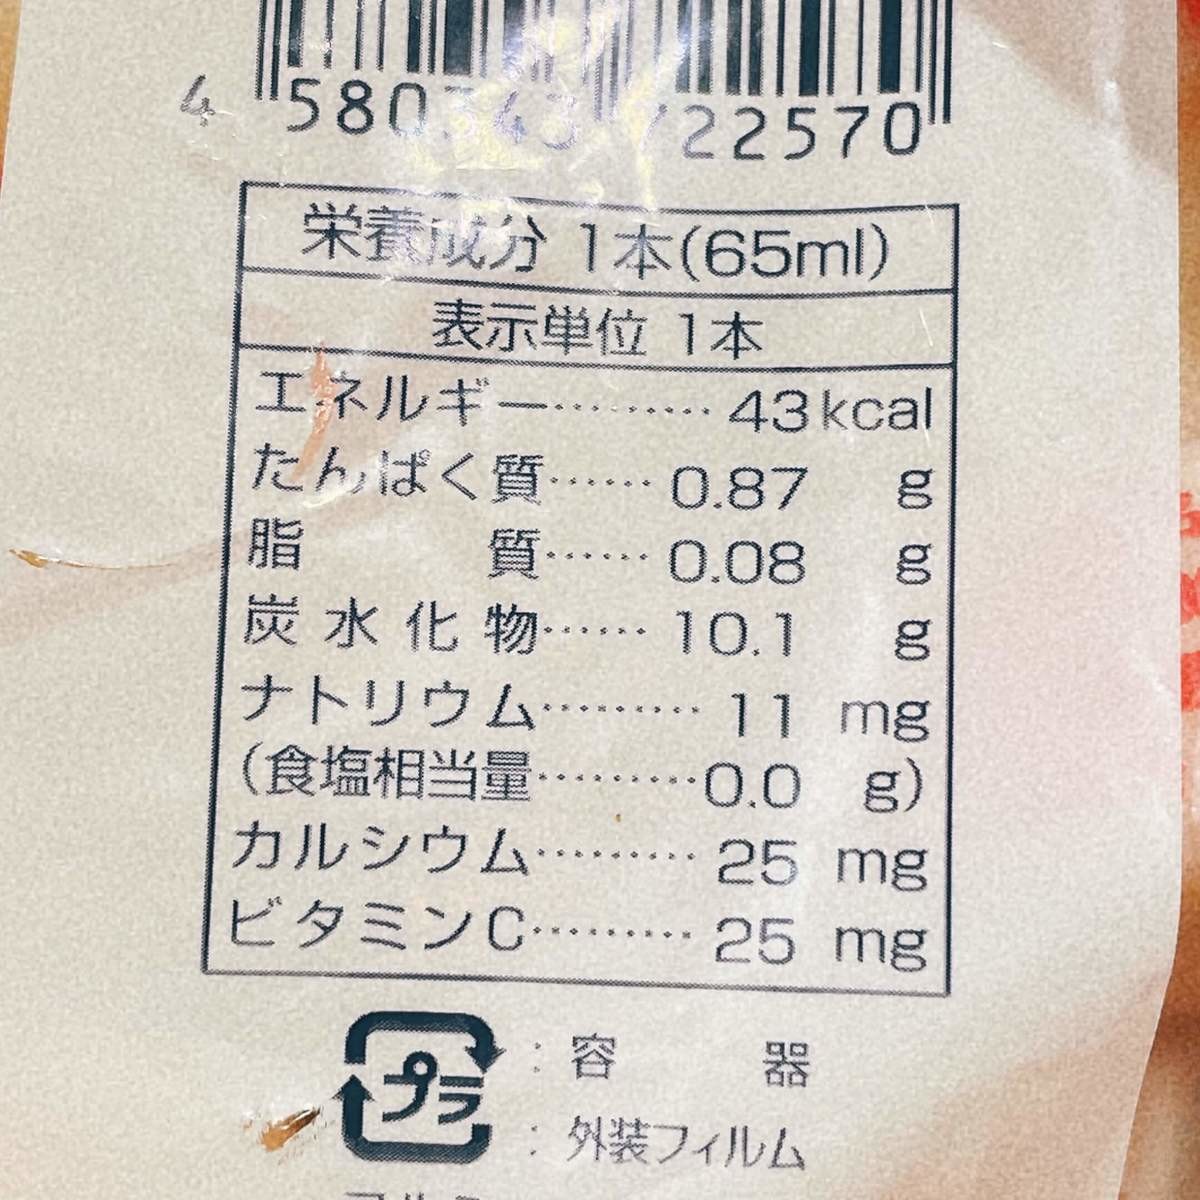 4 580343 722570
栄養成分 1本(65ml)
表示単位 1本
エネルギー………43kcal
たんぱく質……0.87 g
脂質……0.08 g
炭水化物……10.1 g
ナトリウム………11 mg
(食塩相当量………0.0 g)
カルシウム………25 mg
ビタミンC………25 mg
プラ
:容器
:外装フィルム